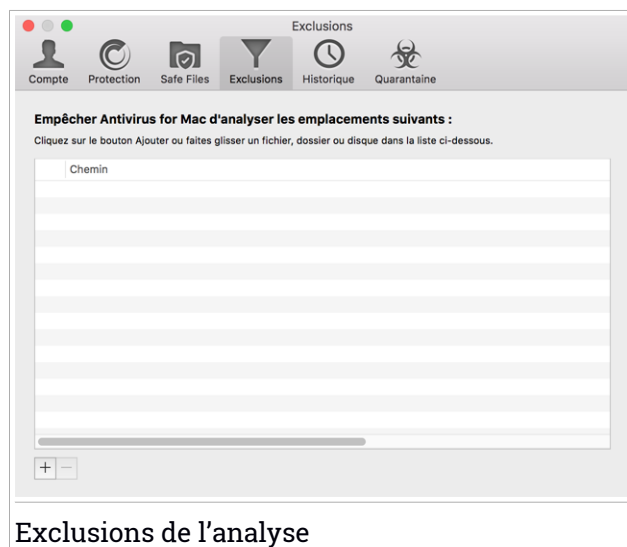 Exclusions
Compte Protection Safe Files Exclusions Historique Quarantaine
Empêcher Antivirus for Mac d'analyser les emplacements suivants :
Cliquez sur le bouton Ajouter ou faites glisser un fichier, dossier ou disque dans la liste ci-dessous.
Chemin
Exclusions de l’analyse